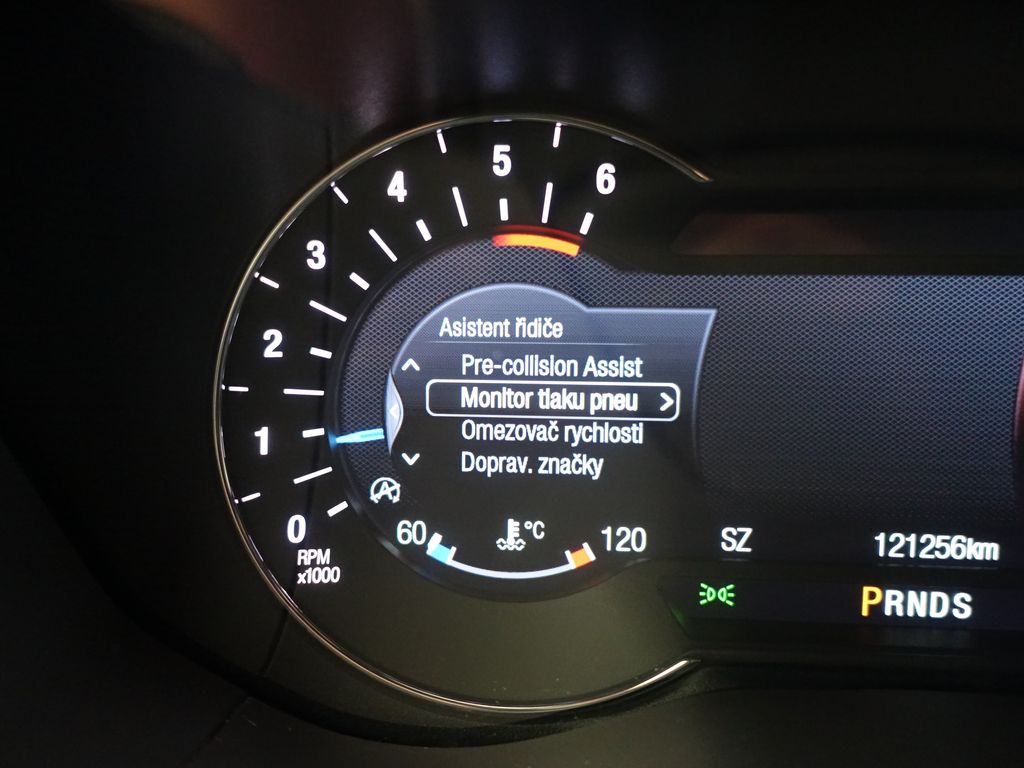 5
6
4
3
2
1
0
RPM
x1000
Asistent řidiče
Pre-collision Assist
Monitor tlaku pneu
Omezovač rychlosti
Doprav. značky
60
°C
120
SZ
121256km
PRNDS